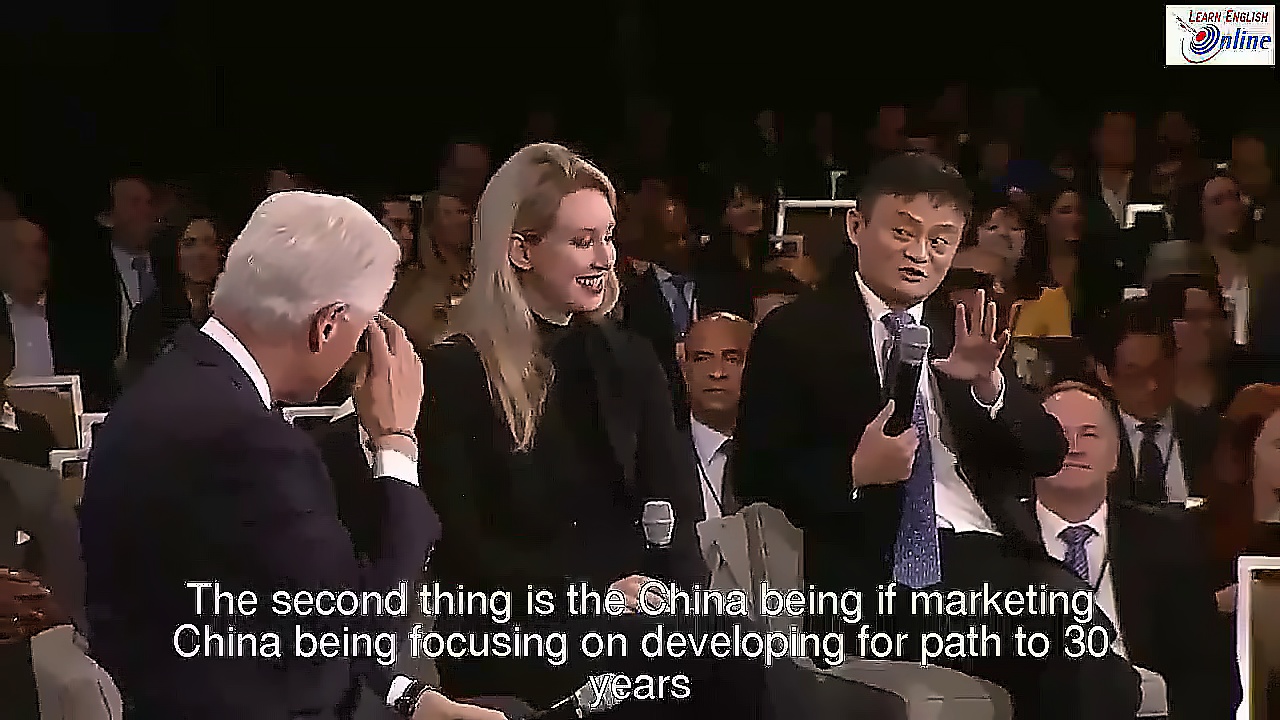 LEARN ENGLISH
Online
The second thing is the China being if marketing
China being focusing on developing for path to 30
years